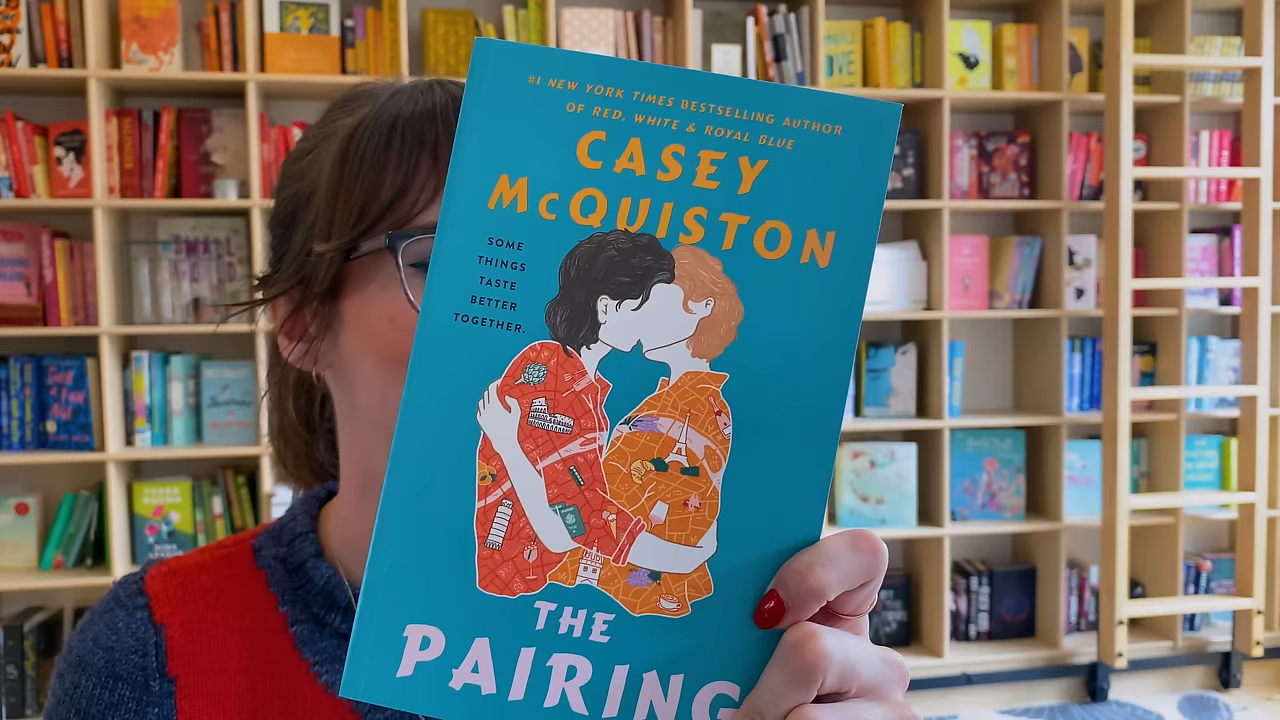 #1 NEW YORK TIMES BESTSELLING AUTHOR
OF RED, WHITE & ROYAL BLUE
CASEY
McQUISTON
SOME
THINGS
TASTE
BETTER
TOGETHER.
THE
PAIRING